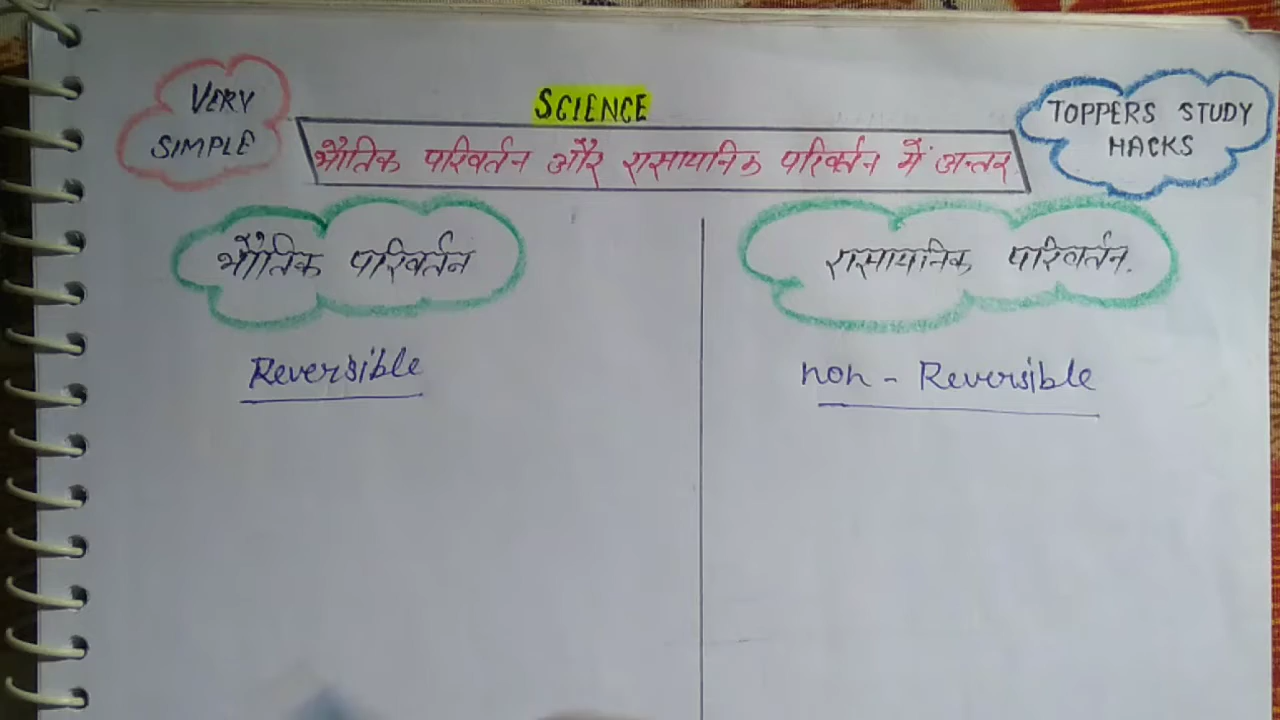 VERY
SIMPLE
SCIENCE
TOPPERS STUDY
HACKS
भौतिक परिवर्तन और रासायनिक परिवर्तन में अन्तर
भौतिक परिवर्तन
रासायनिक परिवर्तन.
Reversible
non - Reversible